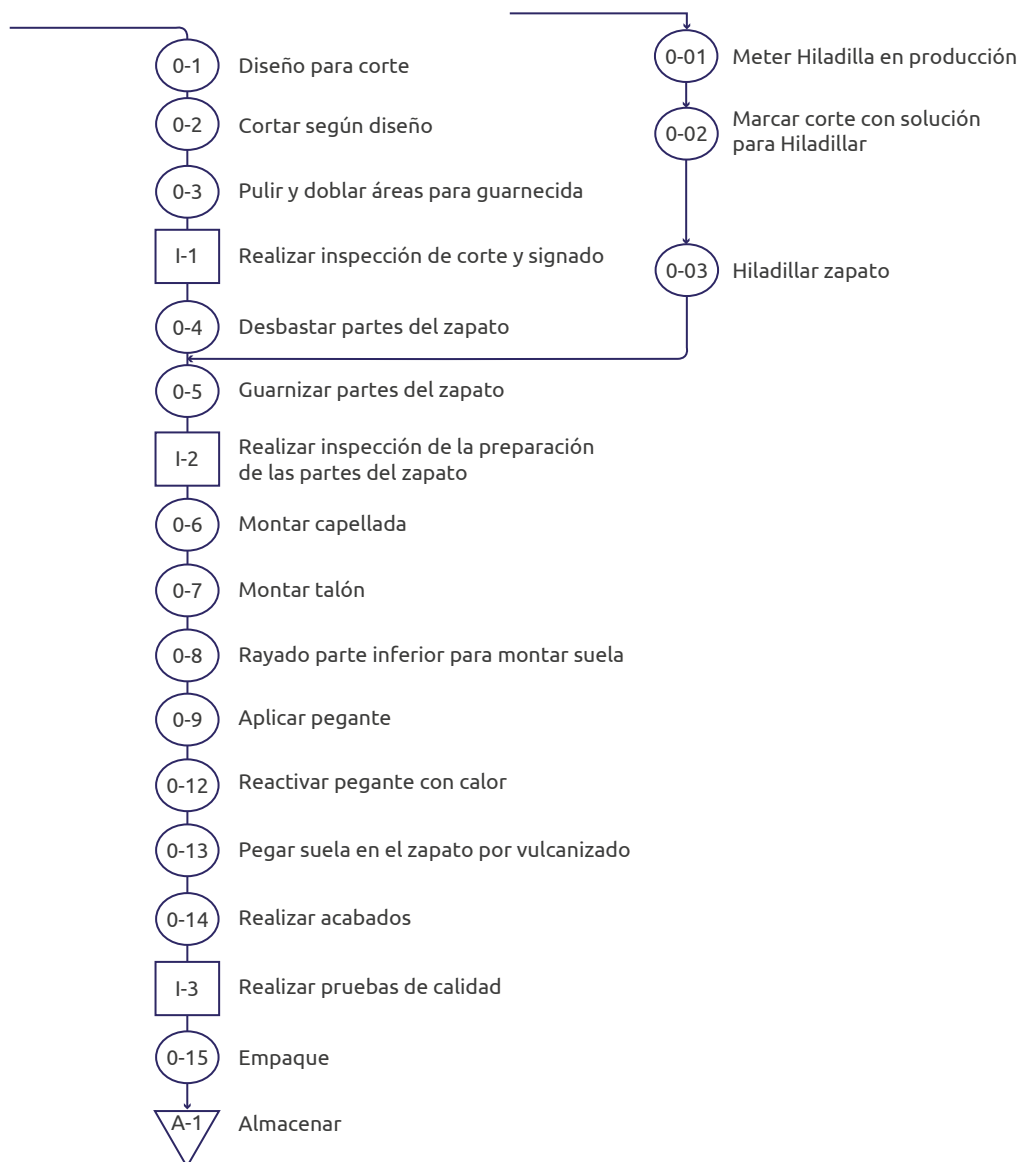 0-1 Diseño para corte
0-2 Cortar según diseño
0-3 Pulir y doblar áreas para guarnecida
I-1 Realizar inspección de corte y signado
0-4 Desbastar partes del zapato
0-5 Guarnizar partes del zapato
I-2 Realizar inspección de la preparación
de las partes del zapato
0-6 Montar capellada
0-7 Montar talón
0-8 Rayado parte inferior para montar suela
0-9 Aplicar pegante
0-12 Reactivar pegante con calor
0-13 Pegar suela en el zapato por vulcanizado
0-14 Realizar acabados
I-3 Realizar pruebas de calidad
0-15 Empaque
A-1 Almacenar
0-01 Meter Hiladilla en producción
0-02 Marcar corte con solución
para Hiladillar
0-03 Hiladillar zapato